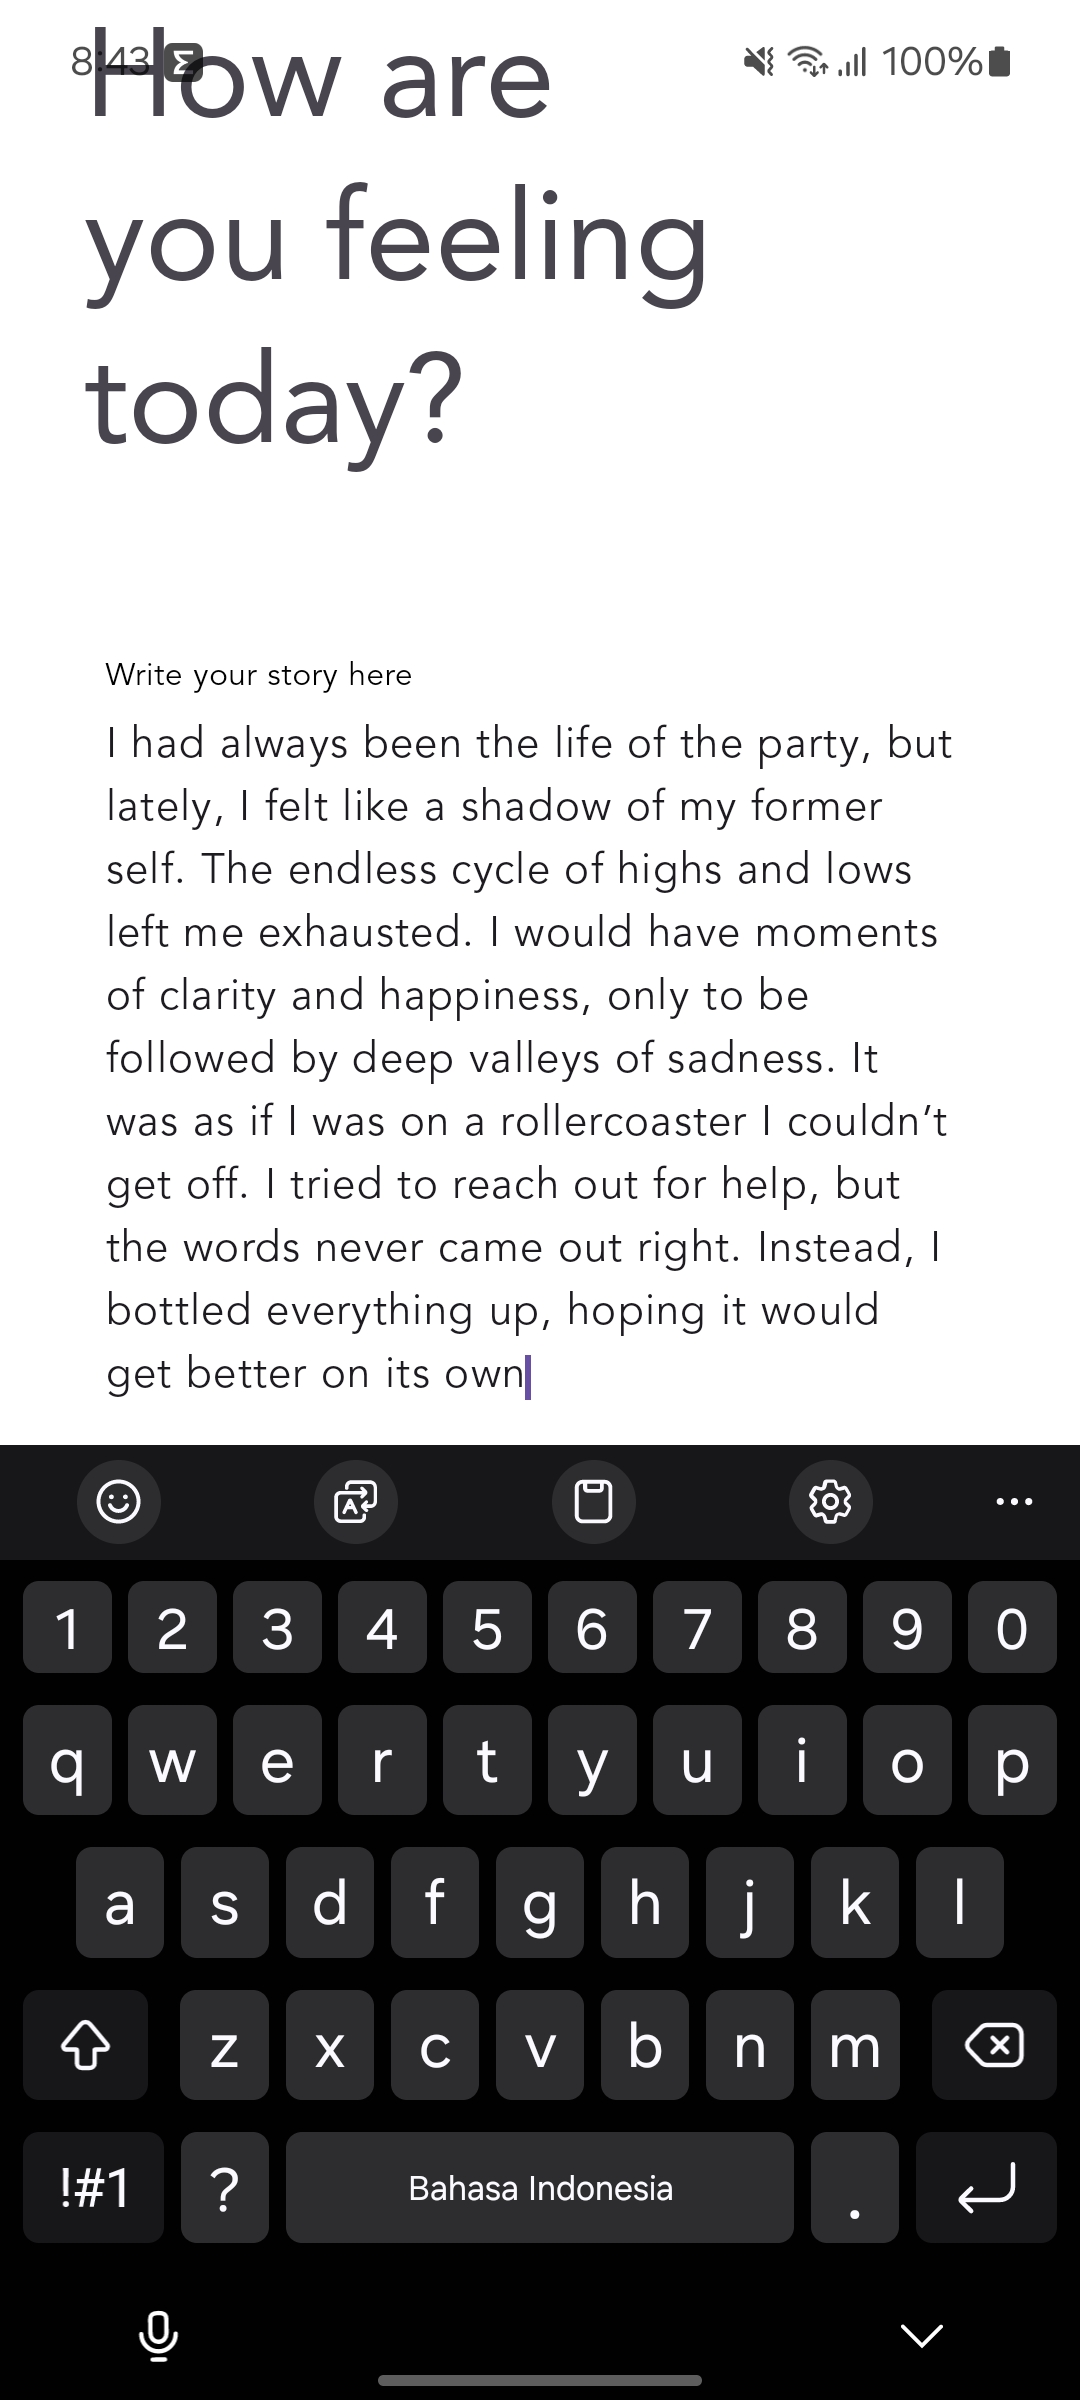 8:43
100%
How are
you feeling
today?
Write your story here
I had always been the life of the party, but
lately, I felt like a shadow of my former
self. The endless cycle of highs and lows
left me exhausted. I would have moments
of clarity and happiness, only to be
followed by deep valleys of sadness. It
was as if I was on a rollercoaster I couldn’t
get off. I tried to reach out for help, but
the words never came out right. Instead, I
bottled everything up, hoping it would
get better on its own
1 2 3 4 5 6 7 8 9 0
q w e r t y u i o p
a s d f g h j k l
z x c v b n m
!#1 ? Bahasa Indonesia .